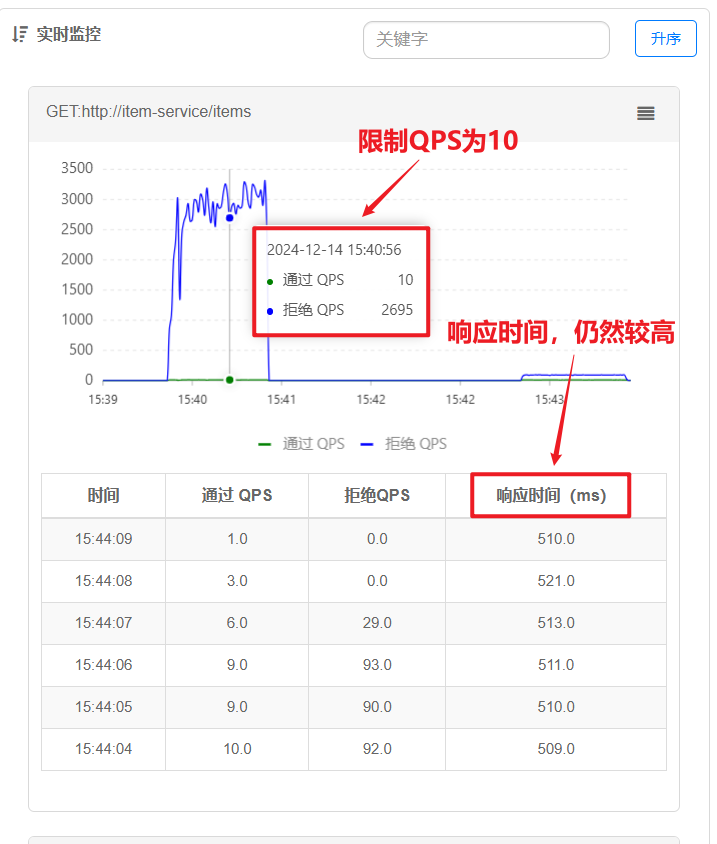 实时监控
关键字
升序
GET:http://item-service/items
限制QPS为10
3500
3000
2500
2000
1500
1000
500
0
2024-12-14 15:40:56
通过 QPS 10
拒绝 QPS 2695
响应时间，仍然较高
15:39 15:40 15:41 15:42 15:42 15:43
通过 QPS 拒绝 QPS
时间 通过 QPS 拒绝QPS 响应时间（ms）
15:44:09 1.0 0.0 510.0
15:44:08 3.0 0.0 521.0
15:44:07 6.0 29.0 513.0
15:44:06 9.0 93.0 511.0
15:44:05 9.0 90.0 510.0
15:44:04 10.0 92.0 509.0